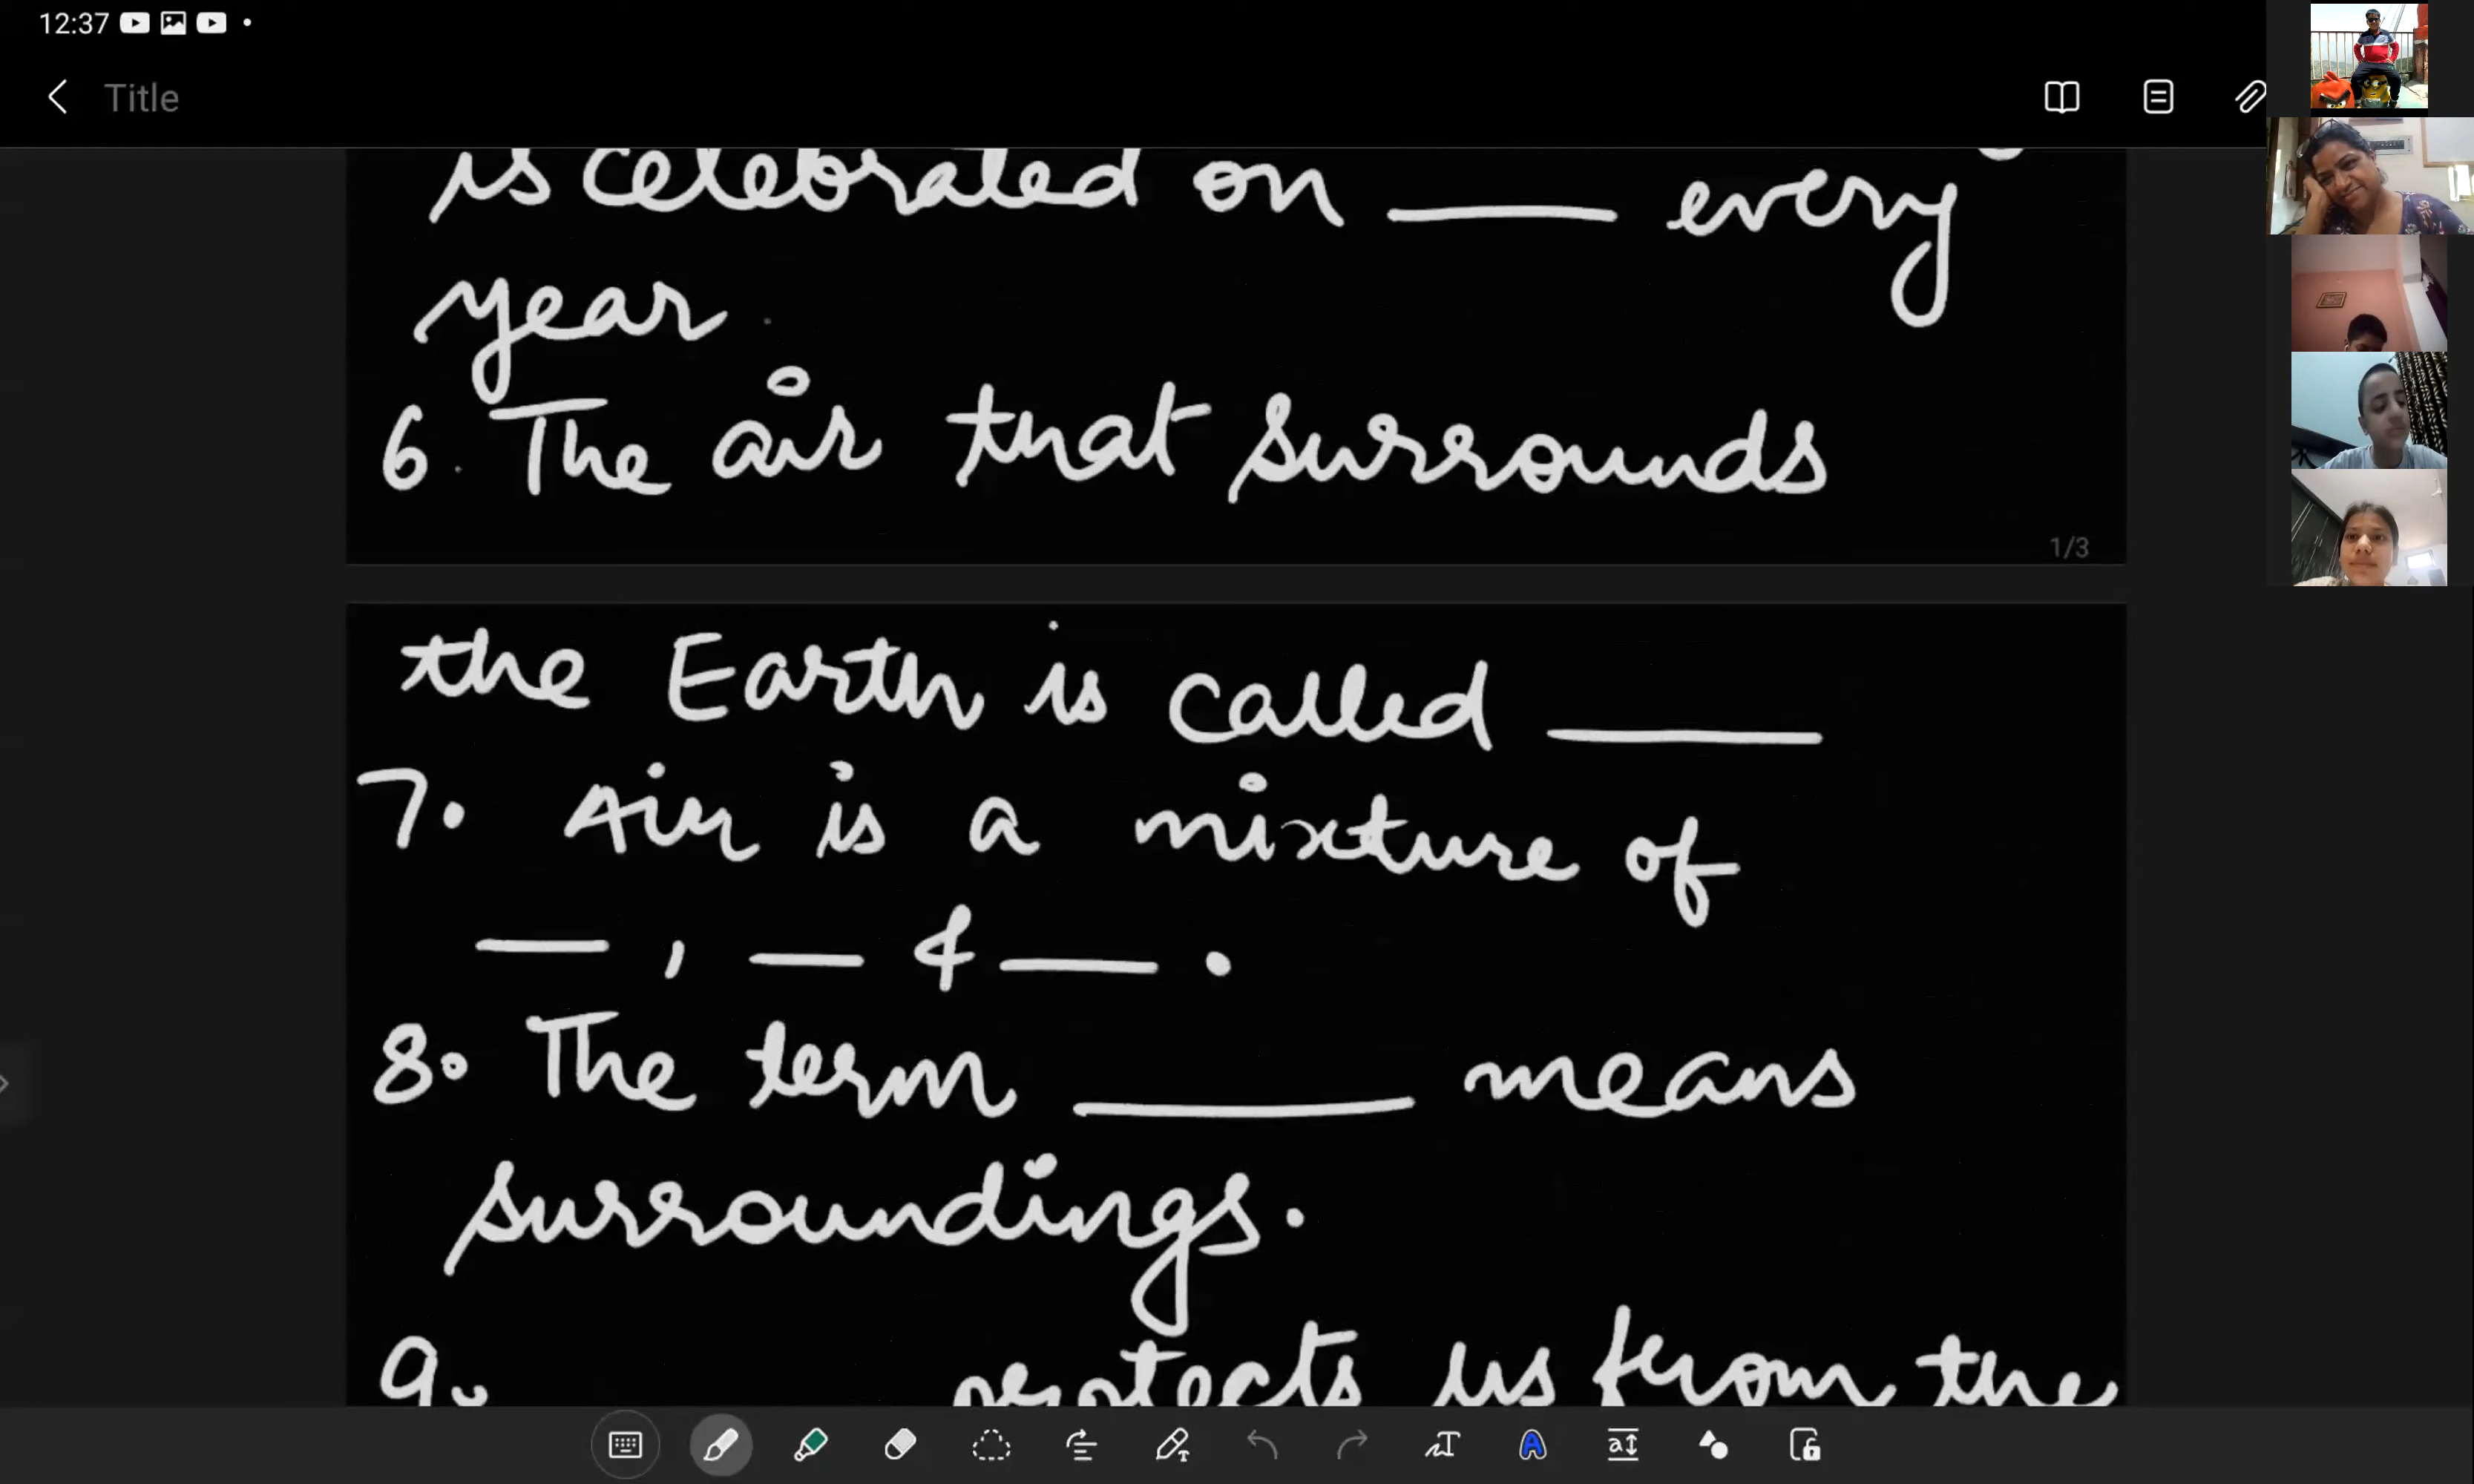 12:37
Title
is celebrated on ____ every
year.
6. The air that surrounds
1/3
the Earth is called ____
7. Air is a mixture of
__, __ & __.
8. The term ____ means
surroundings.
9. protects us from the